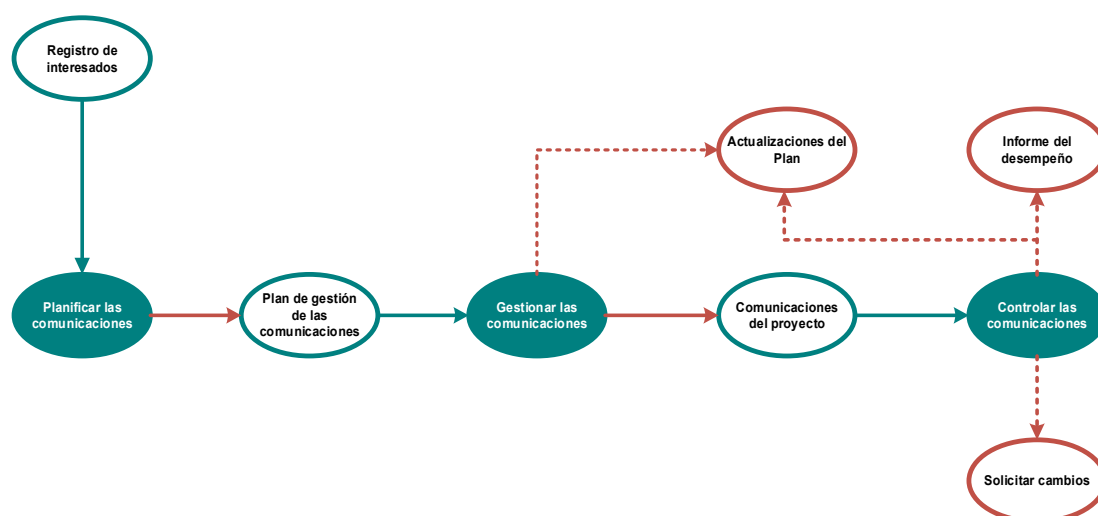 Registro de
interesados
Actualizaciones del
Plan
Informe del
desempeño
Planificar las
comunicaciones
Plan de gestión
de las
comunicaciones
Gestionar las
comunicaciones
Comunicaciones
del proyecto
Controlar las
comunicaciones
Solicitar cambios